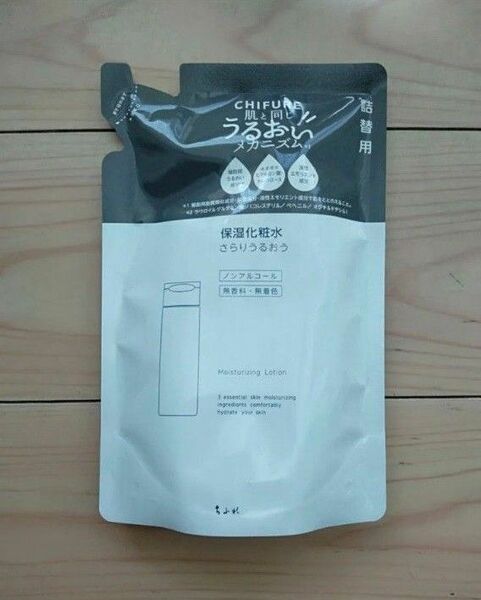 CHIFURE
肌と同じ
うるおい
メカニズム*1
詰替用
保湿化粧水
さらりうるおう
ノンアルコール
無香料・無着色
Moisturizing Lotion
3 essential skin moisturizing
ingredients comfortably
hydrate your skin
ちふれ